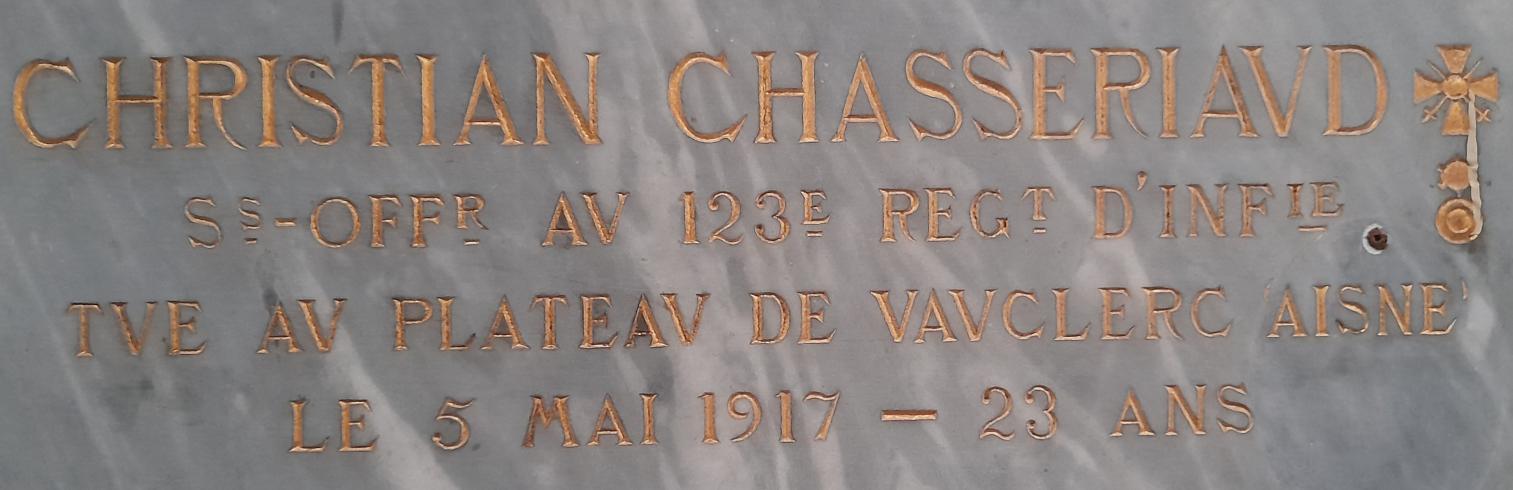 CHRISTIAN CHASSERIAVD
Ss-OFFR AV 123E REGT D'INFIE
TVE AV PLATEAV DE VAVCLERC 'AISNE'
LE 5 MAI 1917 — 23 ANS